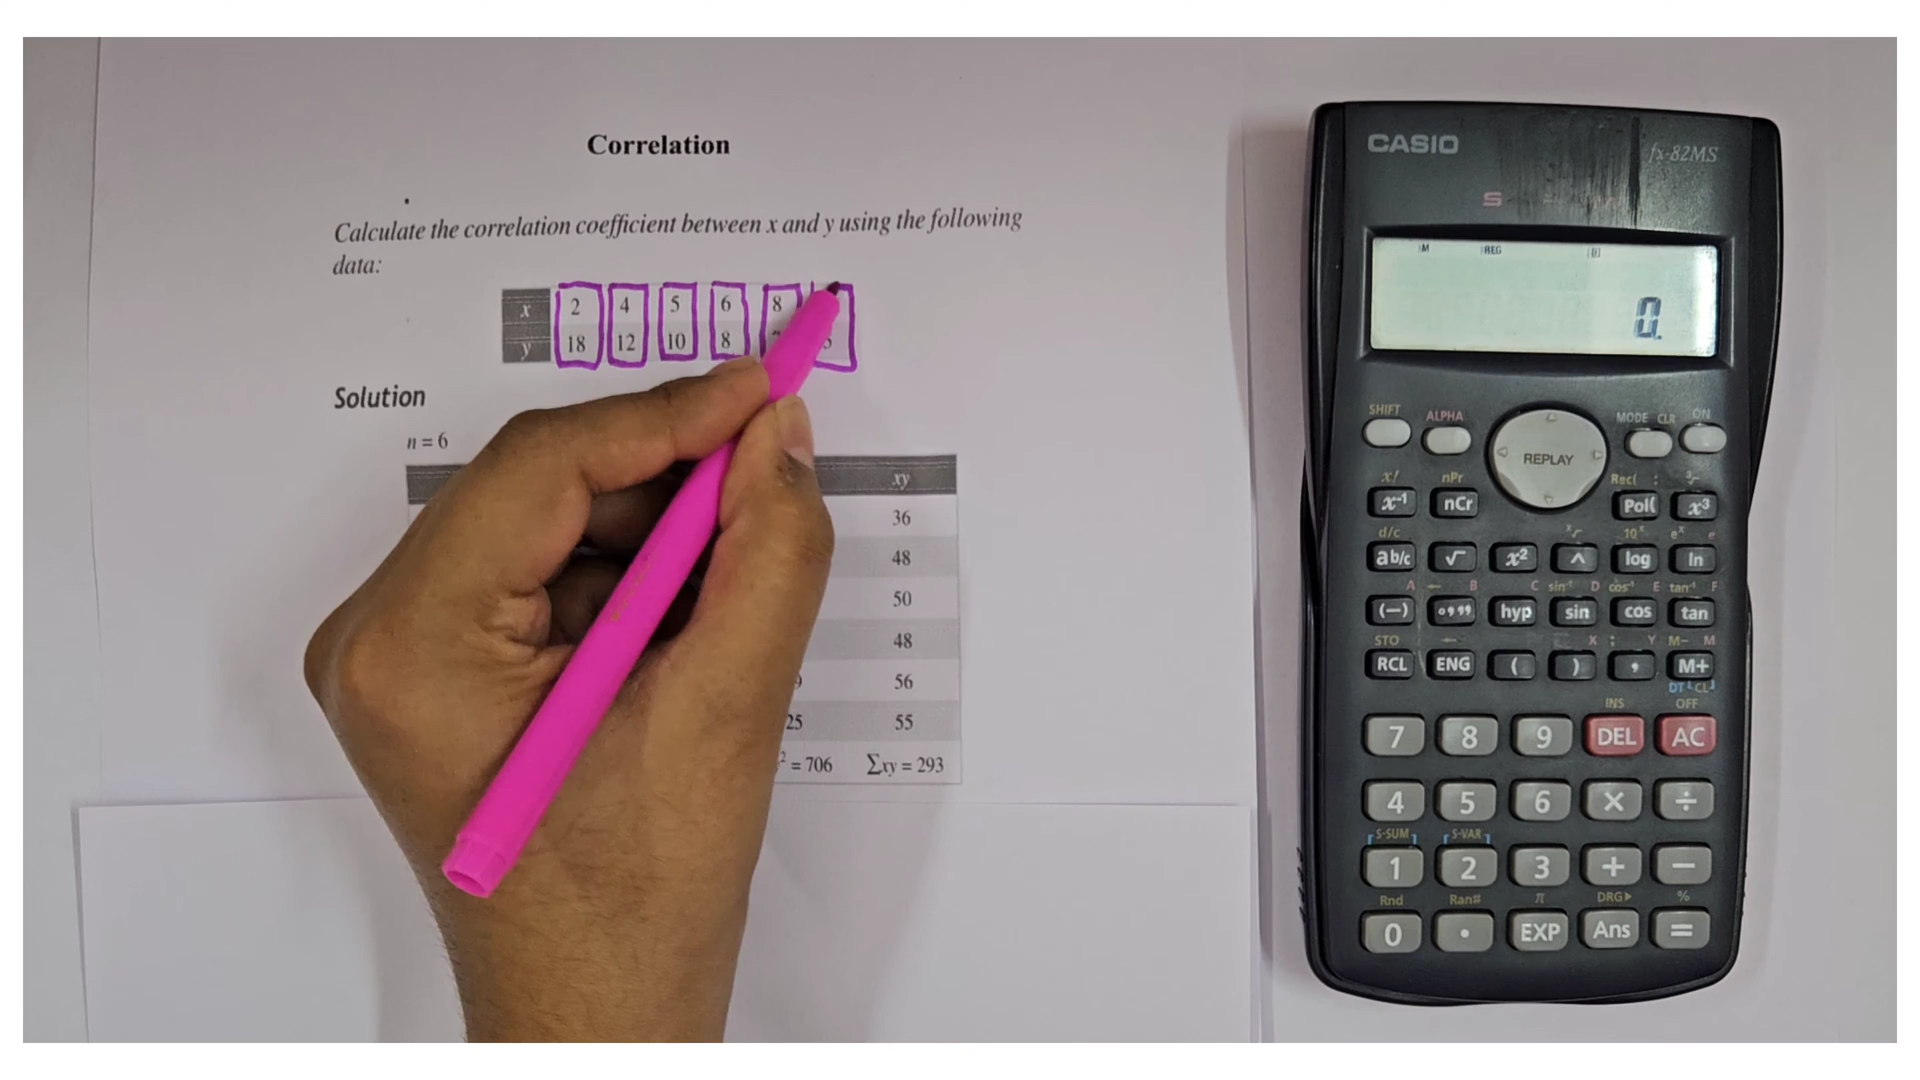 Correlation
Calculate the correlation coefficient between x and y using the following
data:
x 2 4 5 6 8
y 18 12 10 8
Solution
n = 6
xy
36
48
50
48
56
25 55
= 706 ∑xy = 293
CASIO fx-82MS
S
M REG D
0.
SHIFT ALPHA MODE CLR ON
REPLAY
x! nPr Rec( :
x⁻¹ nCr Pol( x³
d/c 10ˣ eˣ e
ab/c √ x² ^ log ln
A B C sin⁻¹ D cos⁻¹ E tan⁻¹ F
(−) hyp sin cos tan
STO X ; Y M− M
RCL ENG ( ) , M+
DT CL
INS OFF
7 8 9 DEL AC
4 5 6 × ÷
S-SUM S-VAR
1 2 3 + −
Rnd Ran# π DRG▶ %
0 . EXP Ans =